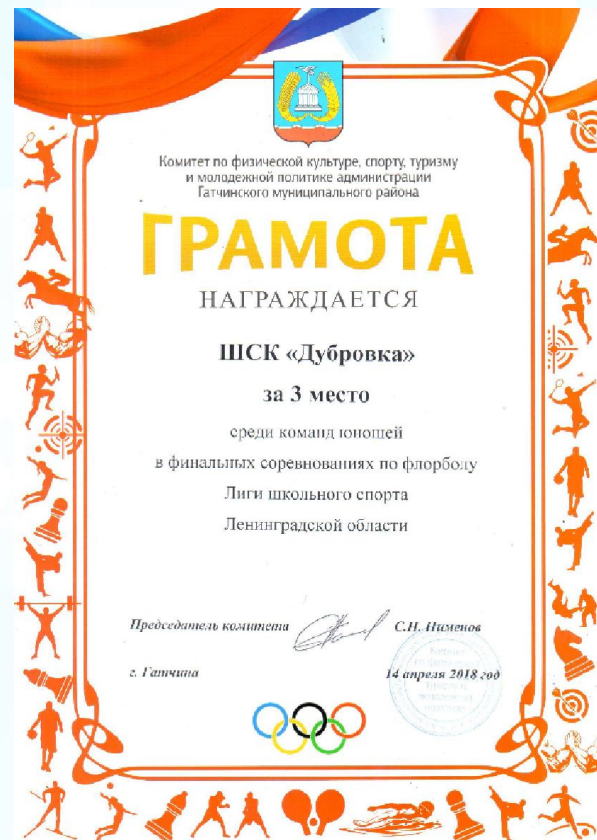 Комитет по физической культуре, спорту, туризму
и молодежной политике администрации
Гатчинского муниципального района
ГРАМОТА
НАГРАЖДАЕТСЯ
ШСК «Дубровка»
за 3 место
среди команд юношей
в финальных соревнованиях по флорболу
Лиги школьного спорта
Ленинградской области
Председатель комитета
С.Н. Пименов
г. Гатчина
14 апреля 2018 год